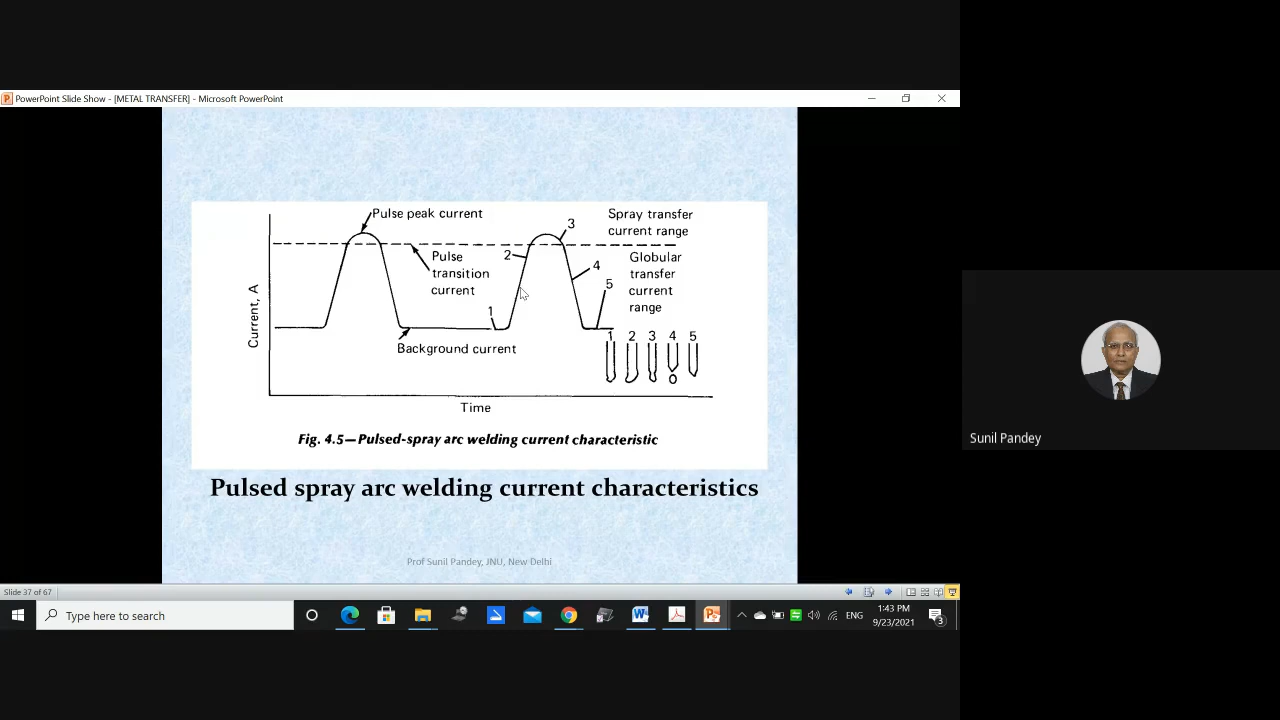 PowerPoint Slide Show - [METAL TRANSFER] - Microsoft PowerPoint
Pulse peak current
3
Spray transfer
current range
Pulse
transition
current
2
4
5
Globular
transfer
current
range
1
Current, A
Background current
1 2 3 4 5
Time
Fig. 4.5—Pulsed-spray arc welding current characteristic
Pulsed spray arc welding current characteristics
Prof Sunil Pandey, JNU, New Delhi
Sunil Pandey
Slide 37 of 67
Type here to search
ENG
1:43 PM
9/23/2021
3